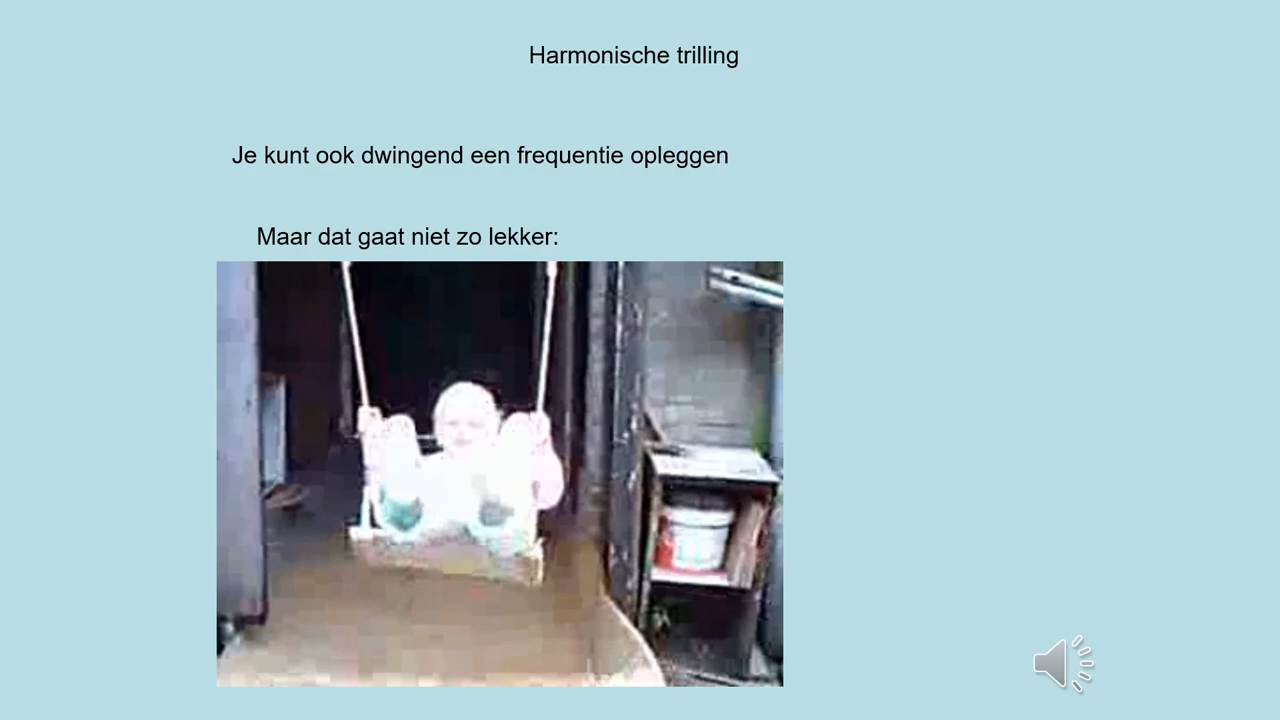 Harmonische trilling
Je kunt ook dwingend een frequentie opleggen
Maar dat gaat niet zo lekker: